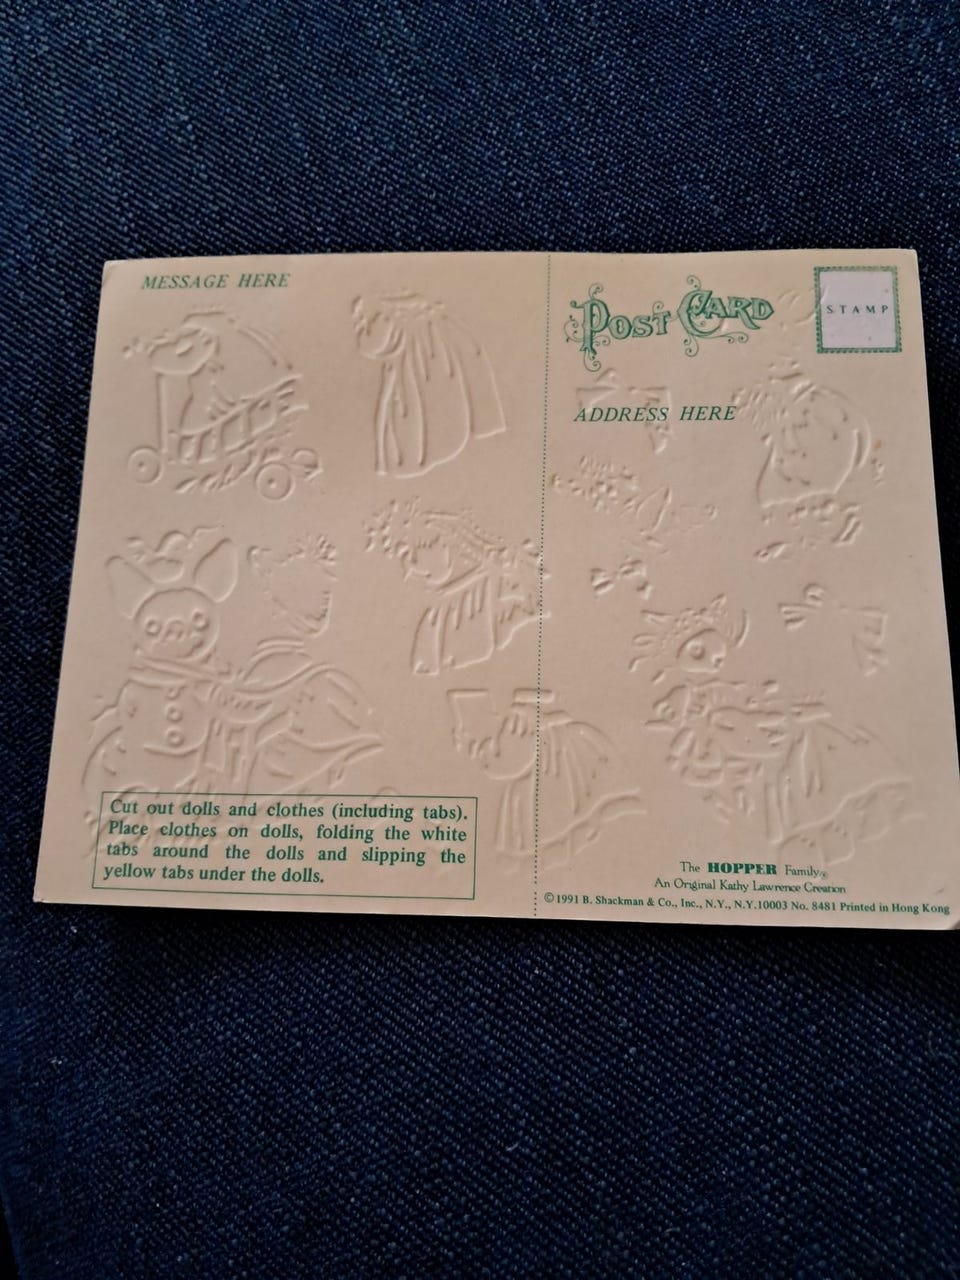 MESSAGE HERE
POST CARD
STAMP
ADDRESS HERE
Cut out dolls and clothes (including tabs).
Place clothes on dolls, folding the white
tabs around the dolls and slipping the
yellow tabs under the dolls.
The HOPPER Family®
An Original Kathy Lawrence Creation
©1991 B. Shackman & Co., Inc., N.Y., N.Y.10003 No. 8481 Printed in Hong Kong